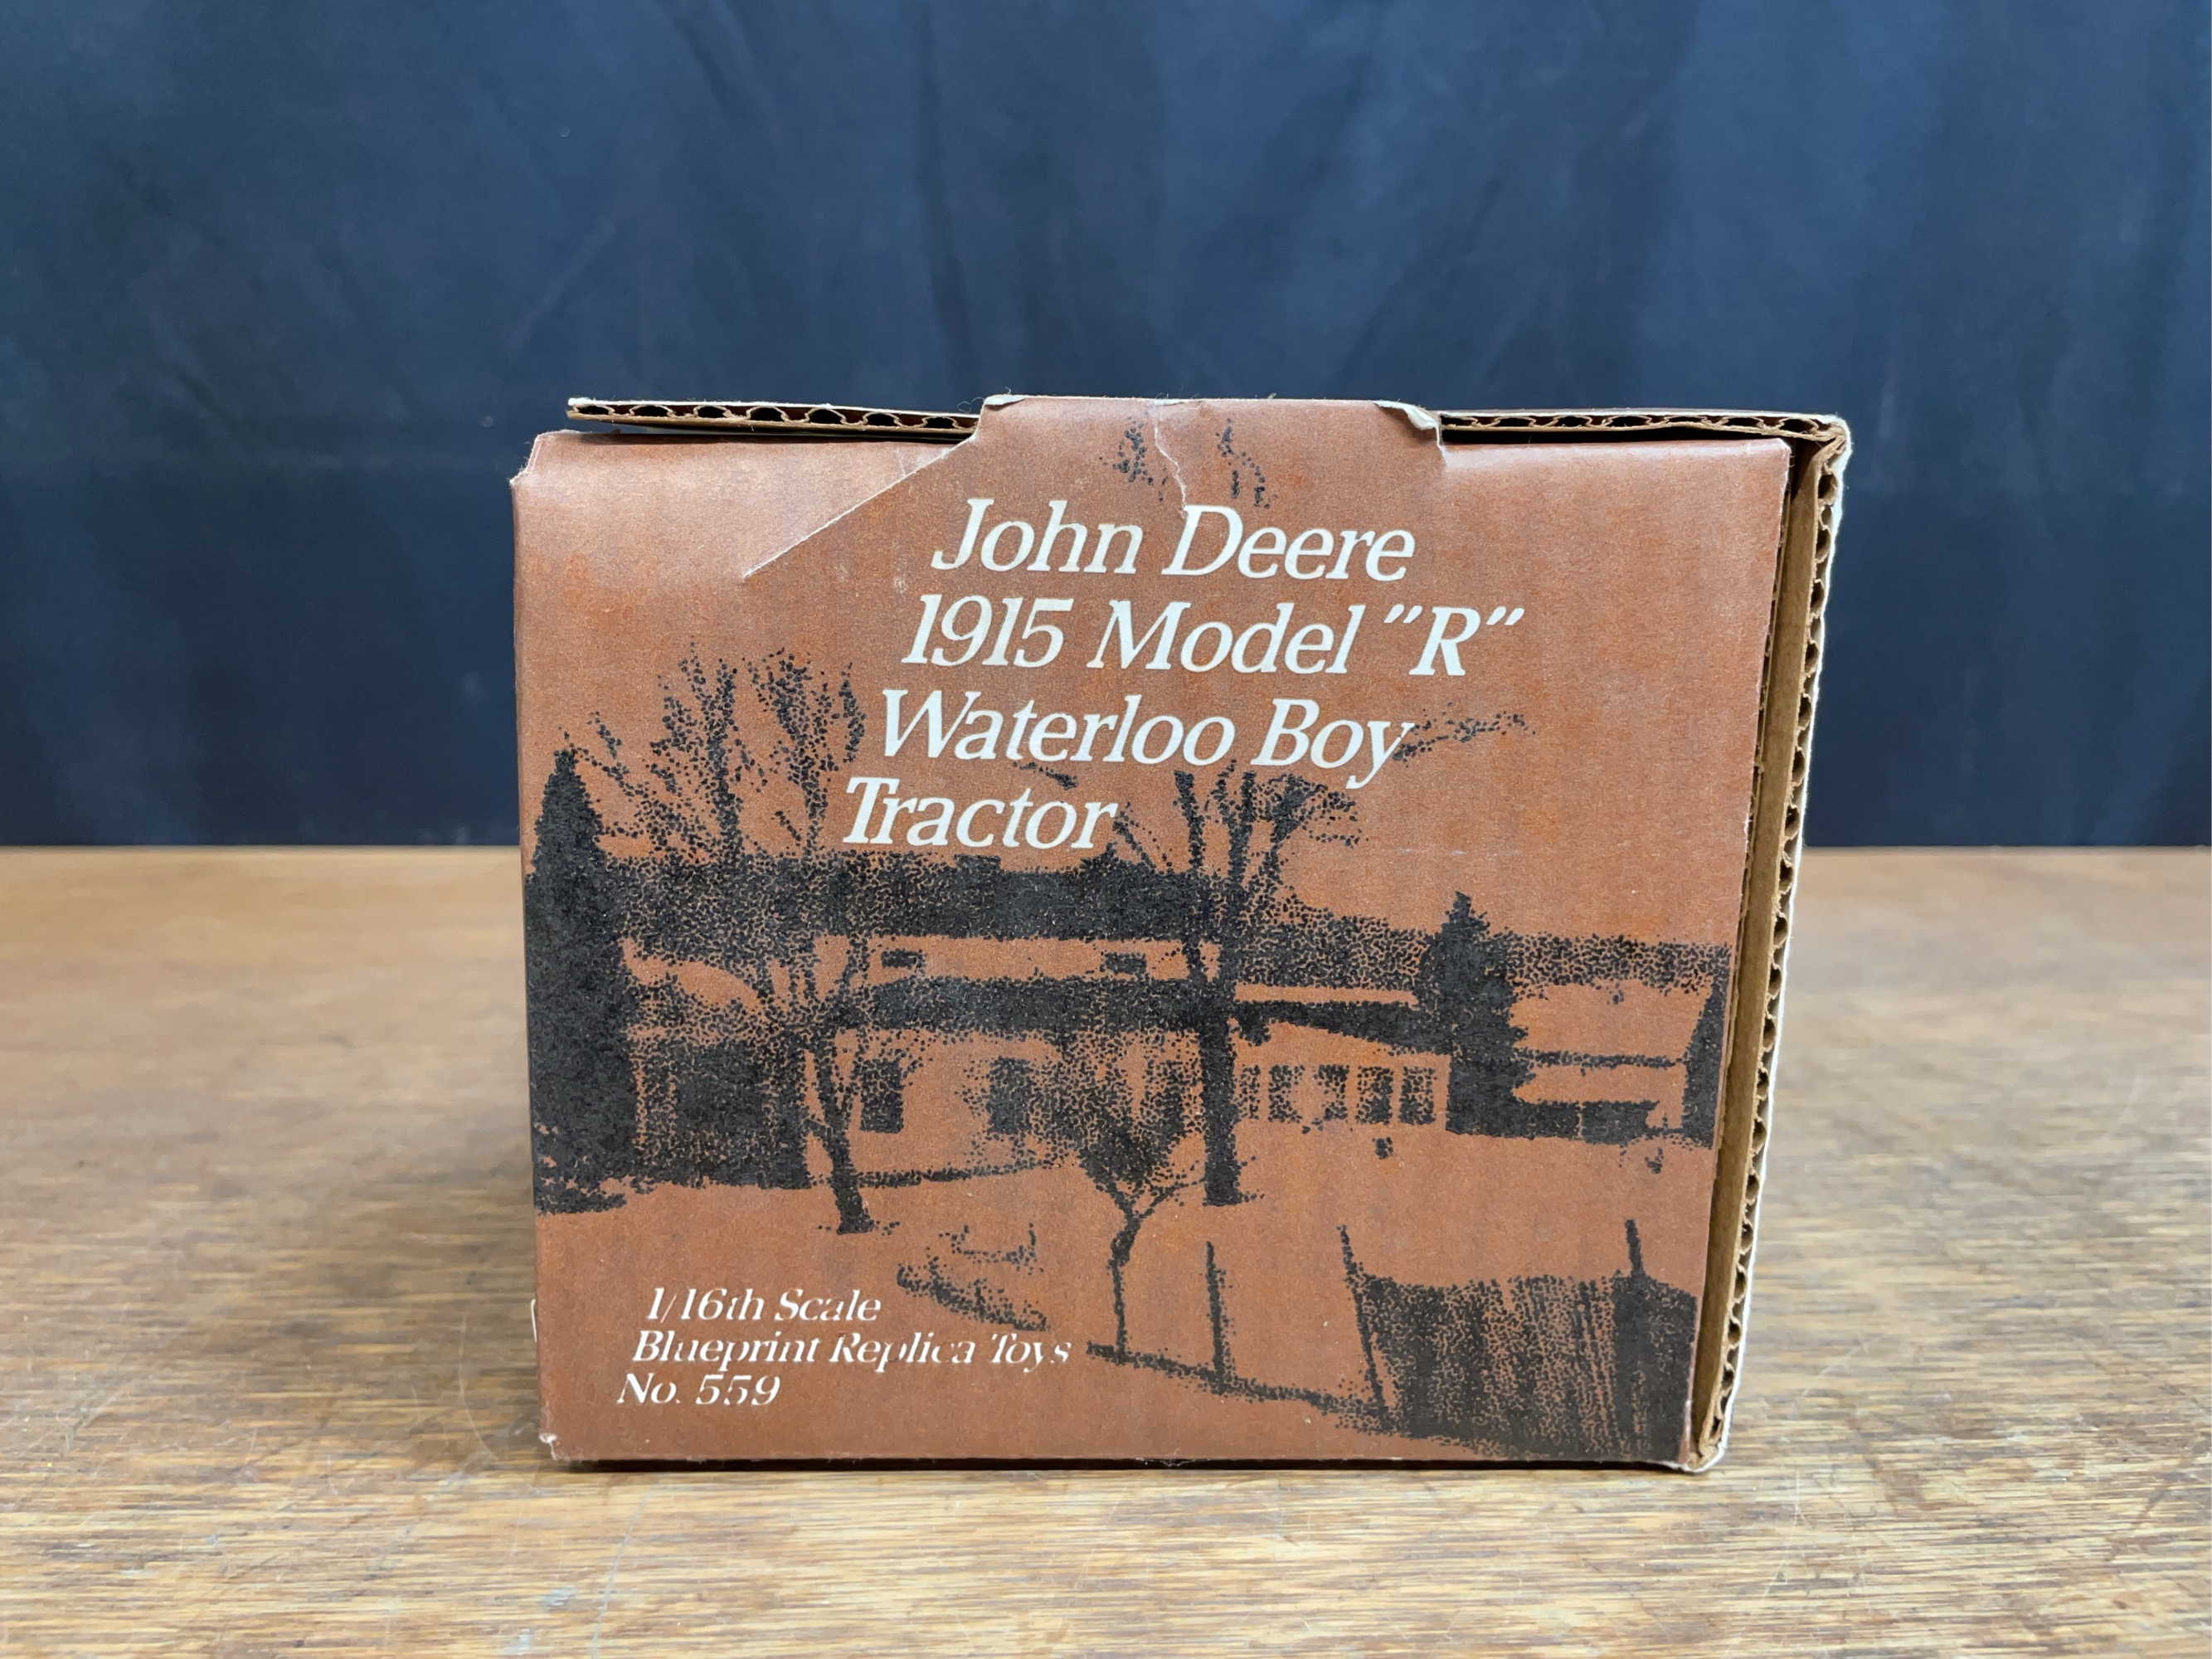 John Deere
1915 Model "R"
Waterloo Boy
Tractor
1/16th Scale
Blueprint Replica Toys
No. 559